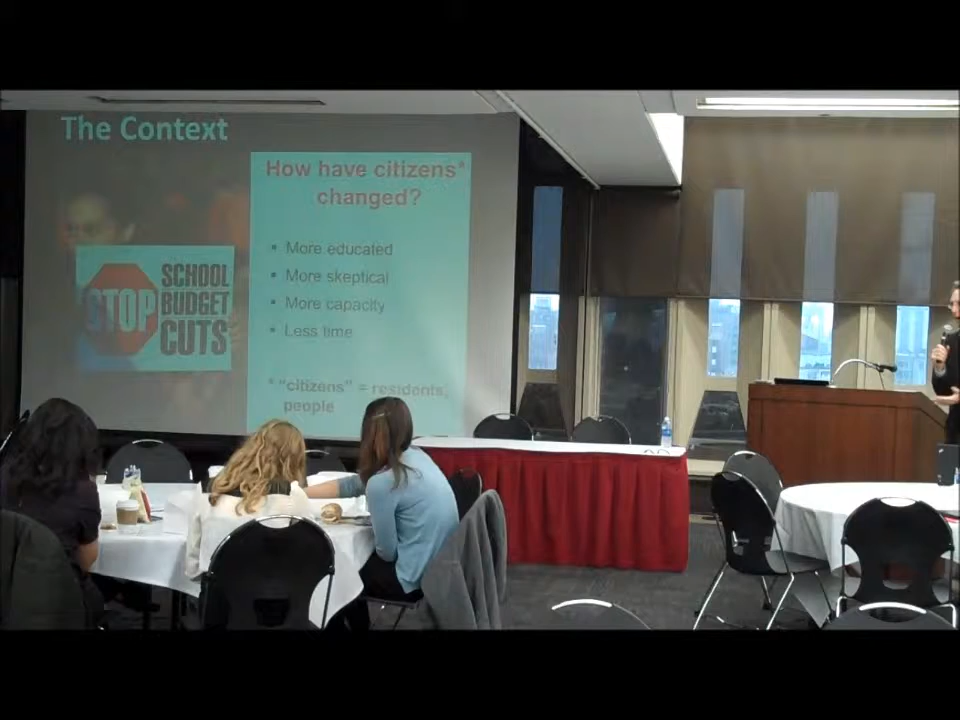 The Context
How have citizens*
changed?
▪ More educated
▪ More skeptical
▪ More capacity
▪ Less time
* "citizens" = residents,
people
STOP
SCHOOL
BUDGET
CUTS